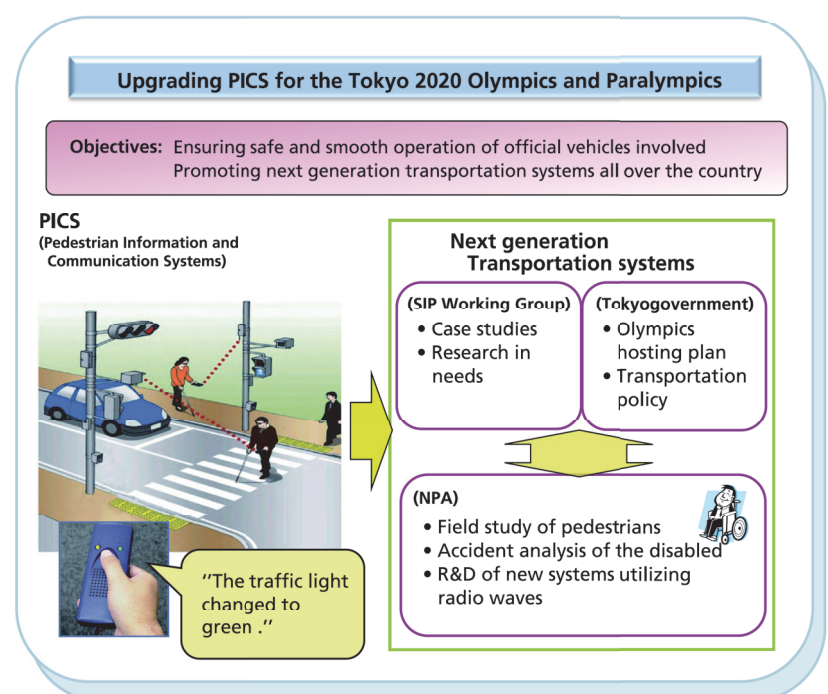 Upgrading PICS for the Tokyo 2020 Olympics and Paralympics
Objectives: Ensuring safe and smooth operation of official vehicles involved
Promoting next generation transportation systems all over the country
PICS
(Pedestrian Information and
Communication Systems)
"The traffic light
changed to
green ."
Next generation
Transportation systems
(SIP Working Group)
• Case studies
• Research in
needs
(Tokyogovernment)
• Olympics
hosting plan
• Transportation
policy
(NPA)
• Field study of pedestrians
• Accident analysis of the disabled
• R&D of new systems utilizing
radio waves